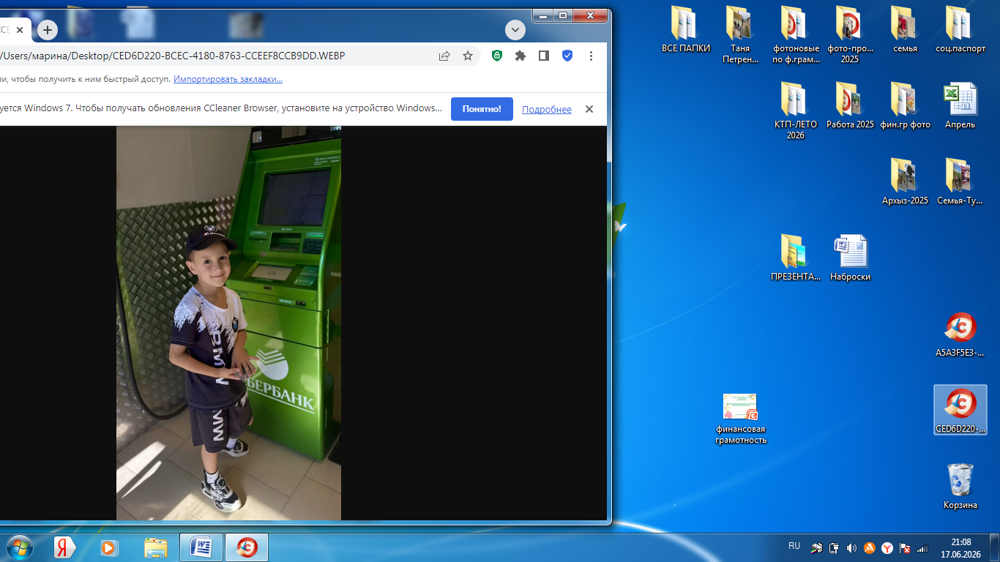 /Users/марина/Desktop/CED6D220-BCEC-4180-8763-CCEEF8CCB9DD.WEBP
ли, чтобы получить к ним быстрый доступ. Импортировать закладки...
уется Windows 7. Чтобы получать обновления CCleaner Browser, установите на устройство Windows...
Понятно!
Подробнее
BMW
MW
БЕРБАНК
ВСЕ ПАПКИ
Таня
Петрен...
фотоновые
по ф.грам...
фото-про...
2025
семья
соц.паспорт
КТП-ЛЕТО
2026
Работа 2025
фин.гр фото
Апрель
Архыз-2025
Семья-Ту...
ПРЕЗЕНТА...
Наброски
A5A3F5E3-...
финансовая
грамотность
CED6D220-...
Корзина
RU
21:08
17.06.2026